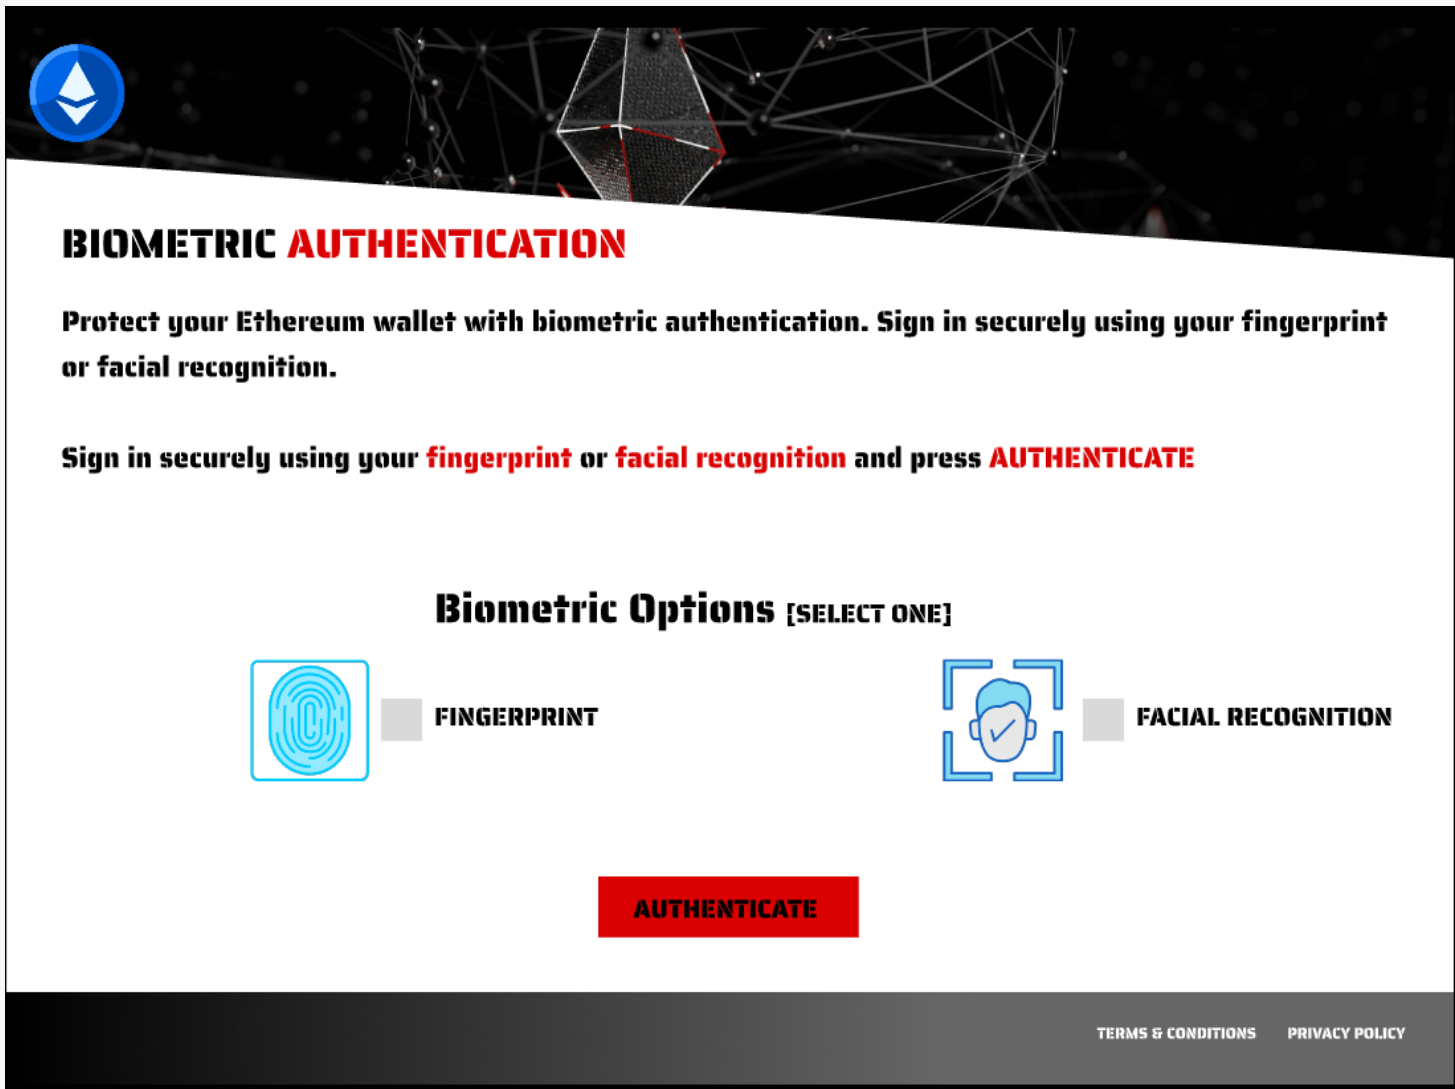 BIOMETRIC AUTHENTICATION
Protect your Ethereum wallet with biometric authentication. Sign in securely using your fingerprint
or facial recognition.
Sign in securely using your fingerprint or facial recognition and press AUTHENTICATE
Biometric Options [SELECT ONE]
FINGERPRINT
FACIAL RECOGNITION
AUTHENTICATE
TERMS & CONDITIONS
PRIVACY POLICY